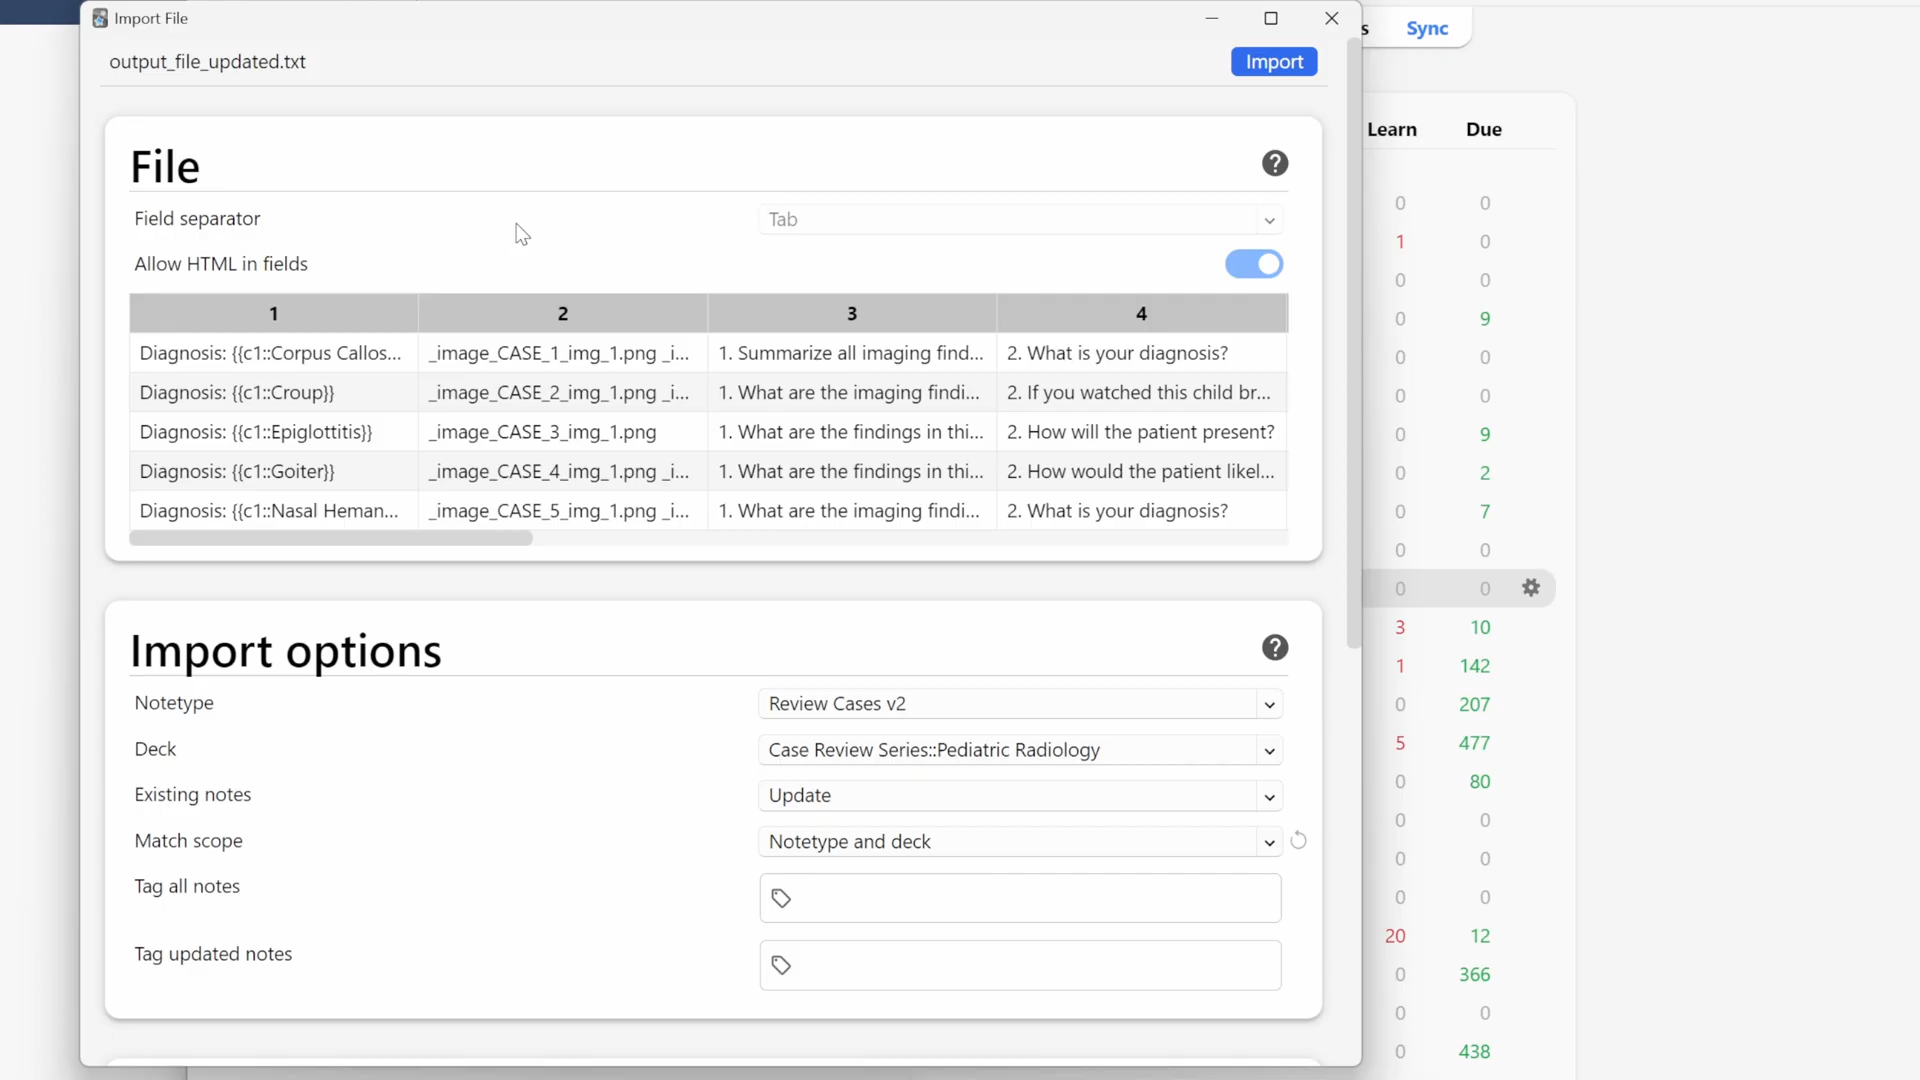 Import File
output_file_updated.txt
Import
s
Sync
File
Field separator
Tab
Allow HTML in fields
1 2 3 4
Diagnosis: {{c1::Corpus Callos... _image_CASE_1_img_1.png _i... 1. Summarize all imaging find... 2. What is your diagnosis?
Diagnosis: {{c1::Croup}} _image_CASE_2_img_1.png _i... 1. What are the imaging findi... 2. If you watched this child br...
Diagnosis: {{c1::Epiglottitis}} _image_CASE_3_img_1.png 1. What are the findings in thi... 2. How will the patient present?
Diagnosis: {{c1::Goiter}} _image_CASE_4_img_1.png _i... 1. What are the findings in thi... 2. How would the patient likel...
Diagnosis: {{c1::Nasal Heman... _image_CASE_5_img_1.png _i... 1. What are the imaging findi... 2. What is your diagnosis?
Import options
Notetype
Review Cases v2
Deck
Case Review Series::Pediatric Radiology
Existing notes
Update
Match scope
Notetype and deck
Tag all notes
Tag updated notes
Learn Due
0 0
1 0
0 0
0 9
0 0
0 0
0 9
0 2
0 7
0 0
0 0
3 10
1 142
0 207
5 477
0 80
0 0
0 0
0 0
20 12
0 366
0 0
0 438